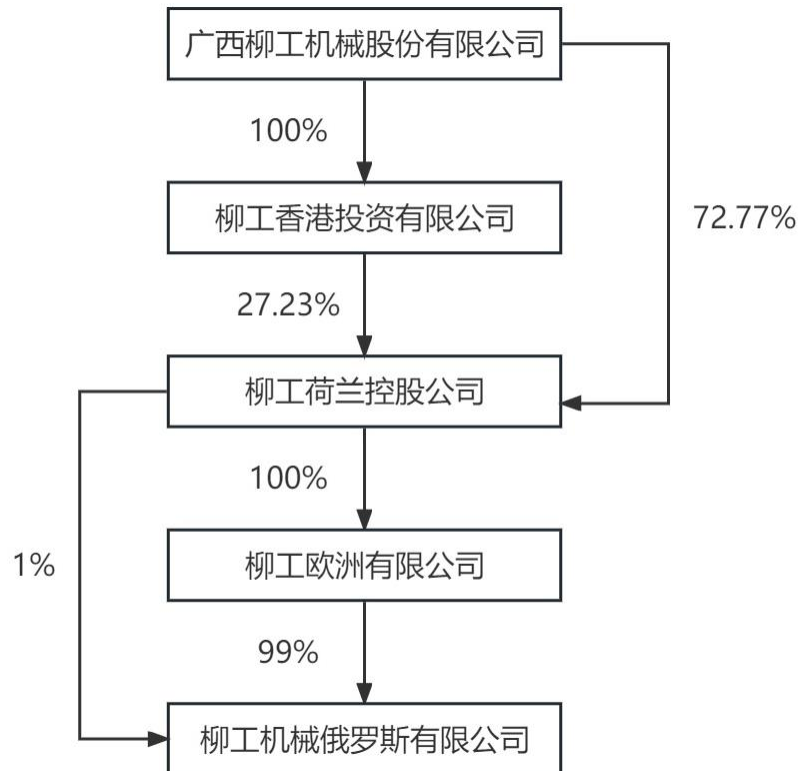 广西柳工机械股份有限公司
100%
柳工香港投资有限公司
72.77%
27.23%
柳工荷兰控股公司
100%
柳工欧洲有限公司
1%
99%
柳工机械俄罗斯有限公司